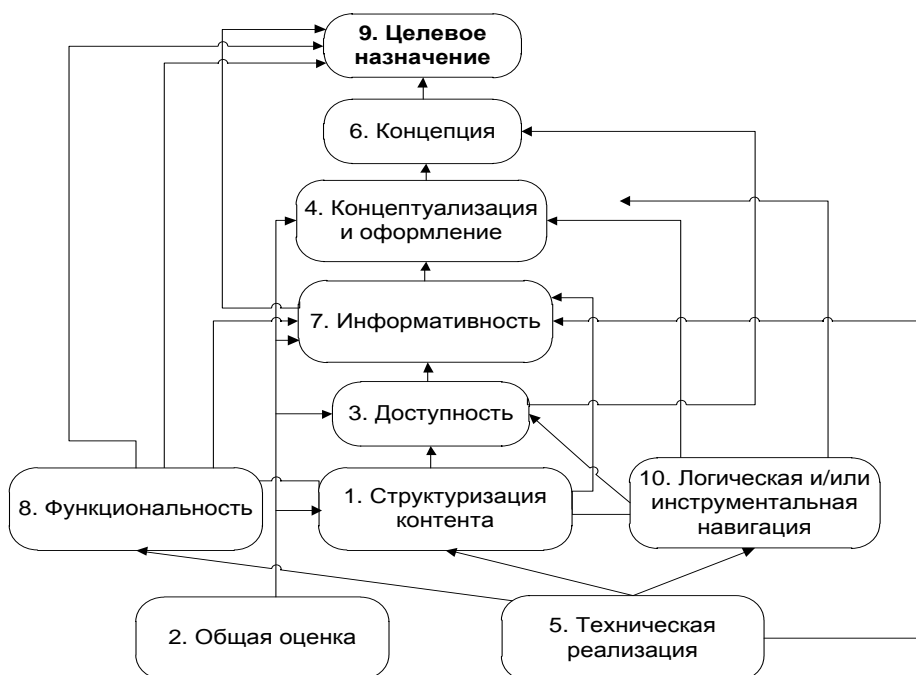 9. Целевое
назначение
6. Концепция
4. Концептуализация
и оформление
7. Информативность
3. Доступность
8. Функциональность
1. Структуризация
контента
10. Логическая и/или
инструментальная
навигация
2. Общая оценка
5. Техническая
реализация